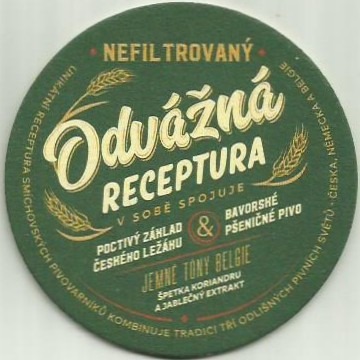 NEFILTROVANÝ
Odvážná
RECEPTURA
V SOBĚ SPOJUJE
POCTIVÝ ZÁKLAD
ČESKÉHO LEŽÁKU
&
BAVORSKÉ
PŠENIČNÉ PIVO
JEMNÉ TÓNY BELGIE
ŠPETKA KORIANDRU
A JABLEČNÝ EXTRAKT
UNIKÁTNÍ RECEPTURA SMÍCHOVSKÝCH PIVOVARNÍKŮ KOMBINUJE TRADICI TŘÍ ODLIŠNÝCH PIVNÍCH SVĚTŮ - ČESKA, NĚMECKA A BELGIE